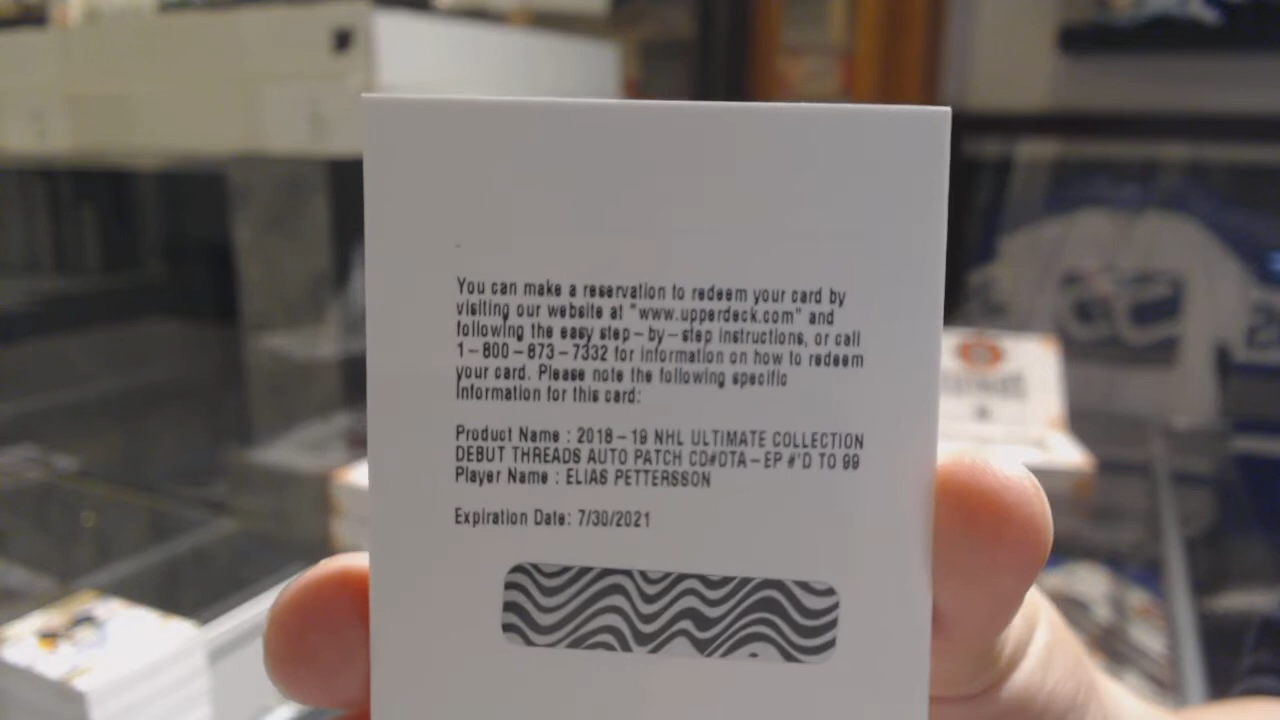 You can make a reservation to redeem your card by
visiting our website at "www.upperdeck.com" and
following the easy step-by-step instructions, or call
1-800-873-7332 for information on how to redeem
your card. Please note the following specific
information for this card:
Product Name : 2018-19 NHL ULTIMATE COLLECTION
DEBUT THREADS AUTO PATCH CD#DTA-EP #'D TO 99
Player Name : ELIAS PETTERSSON
Expiration Date: 7/30/2021